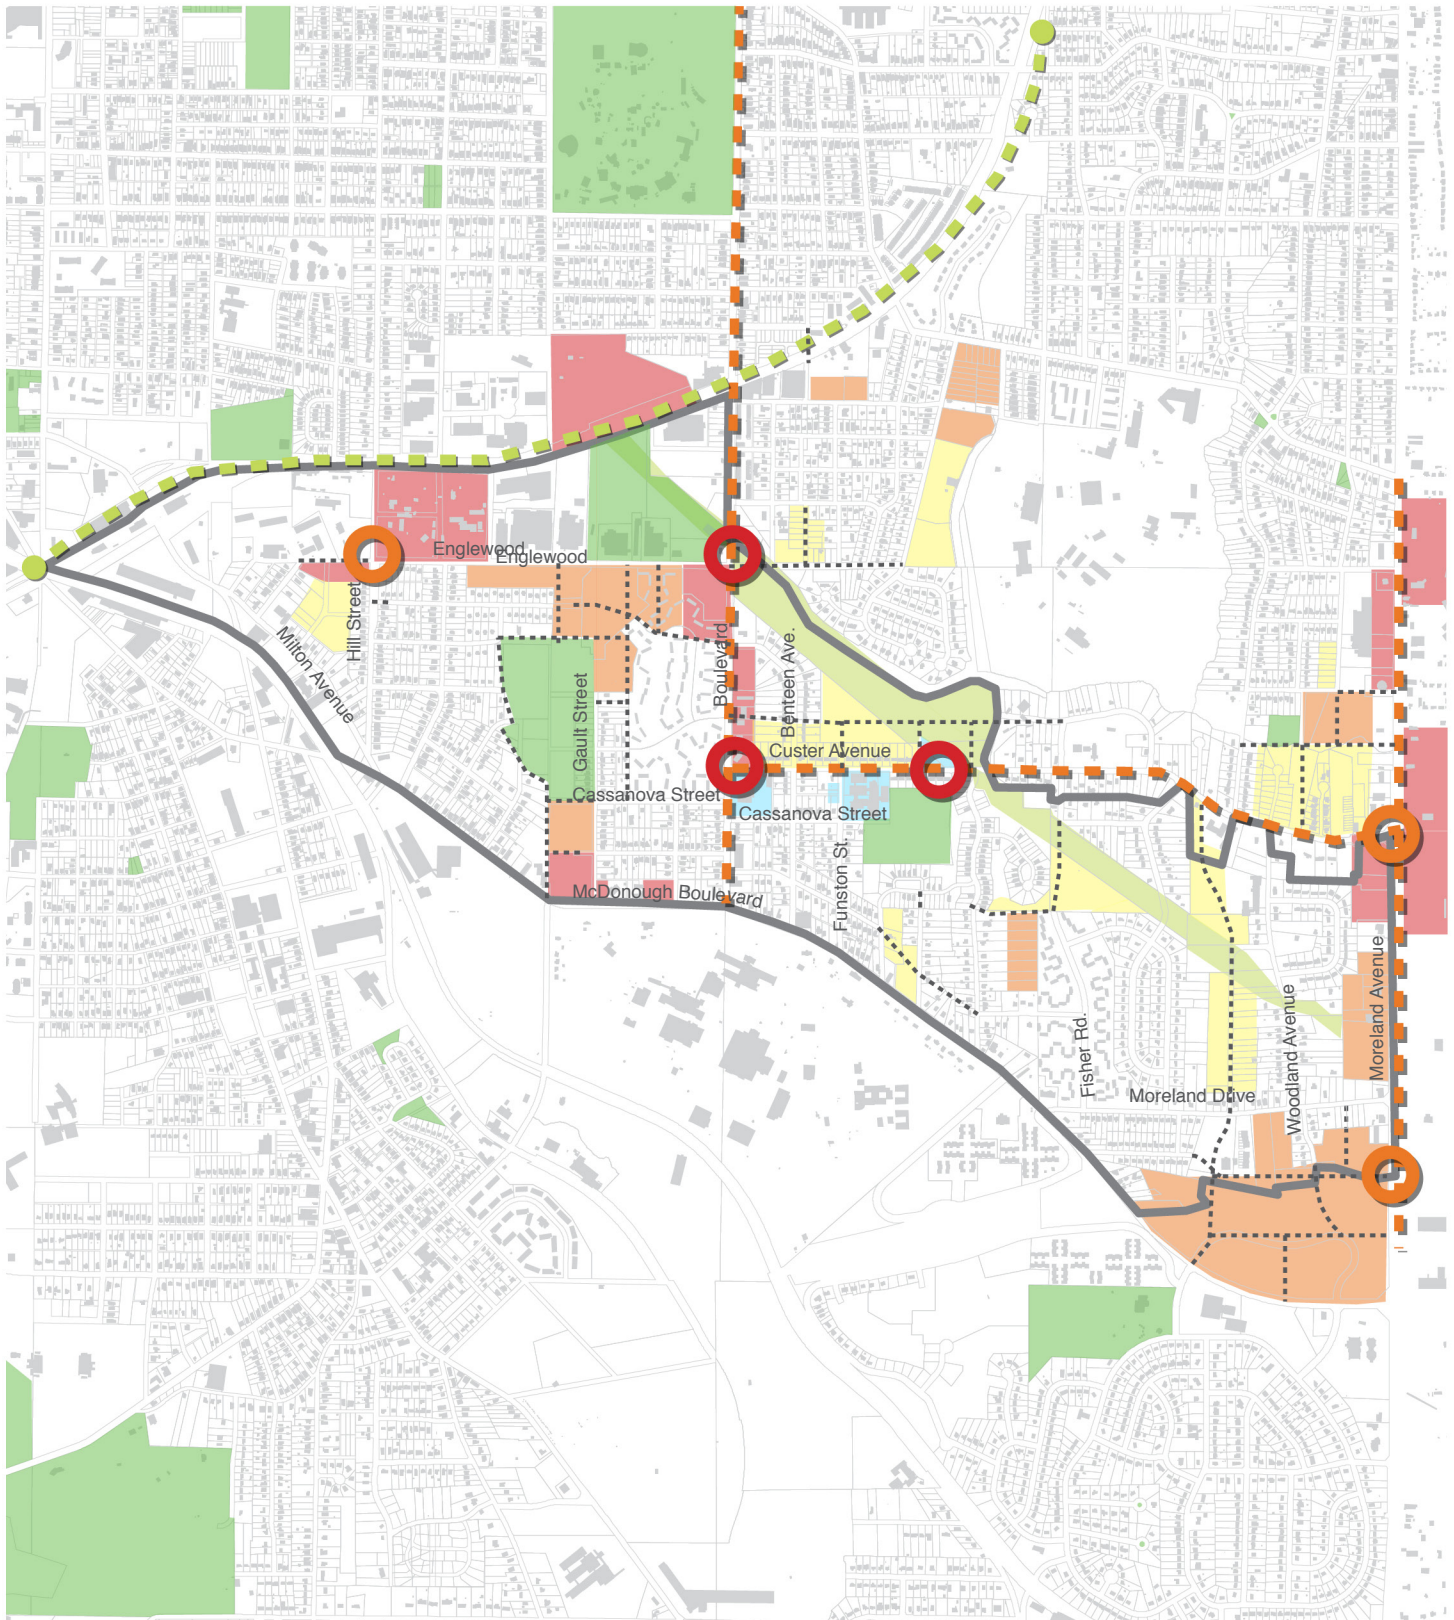 Englewood
Englewood
Hill Street
Milton Avenue
Boulevard
Benteen Ave.
Gault Street
Custer Avenue
Cassanova Street
Cassanova Street
Funston St.
McDonough Boulevard
Moreland Avenue
Woodland Avenue
Fisher Rd.
Moreland Drive